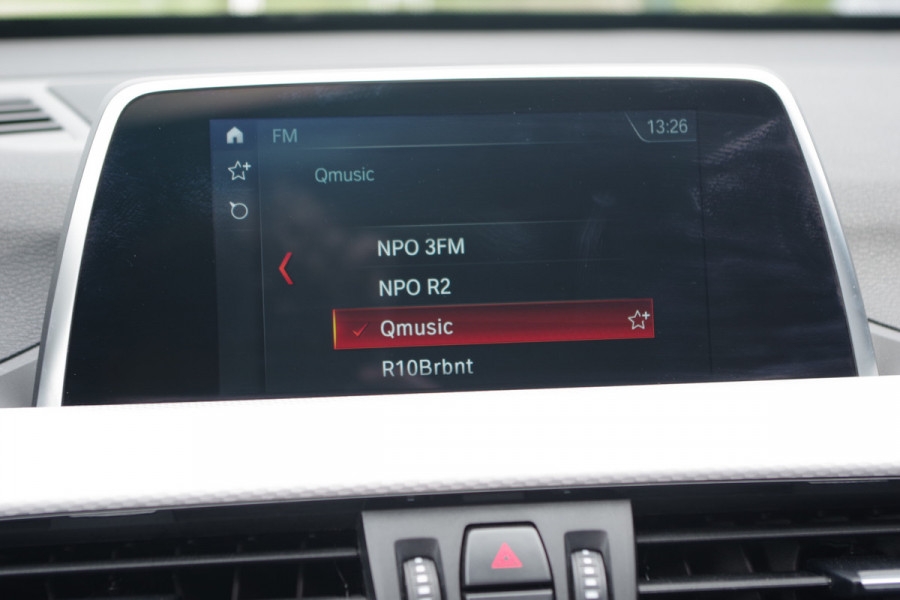 FM 13:26
Qmusic
NPO 3FM
NPO R2
Qmusic
R10Brbnt